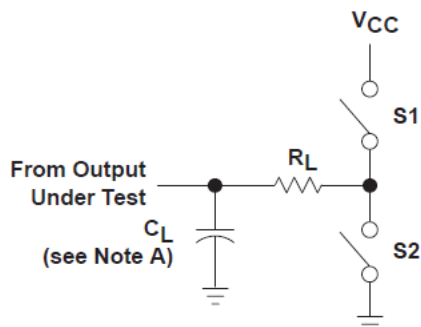 VCC
S1
RL
From Output
Under Test
CL
(see Note A)
S2